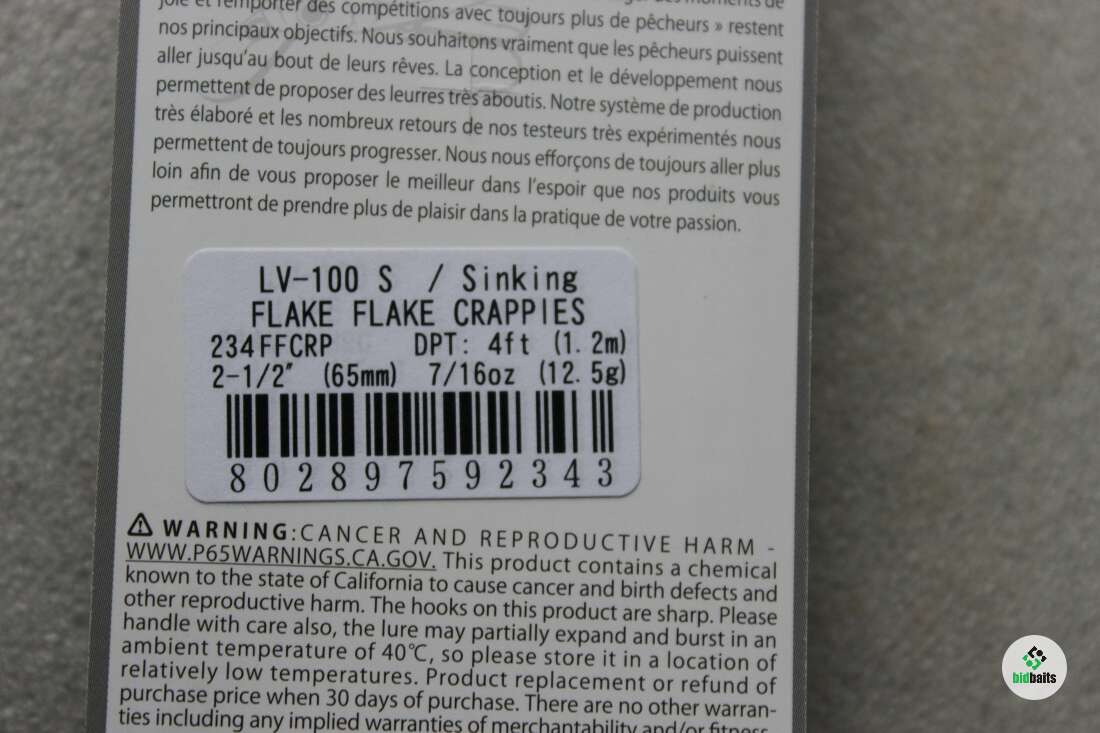 joie et remporter des compétitions avec toujours plus de pêcheurs » restent
nos principaux objectifs. Nous souhaitons vraiment que les pêcheurs puissent
aller jusqu'au bout de leurs rêves. La conception et le développement nous
permettent de proposer des leurres très aboutis. Notre système de production
très élaboré et les nombreux retours de nos testeurs très expérimentés nous
permettent de toujours progresser. Nous nous efforçons de toujours aller plus
loin afin de vous proposer le meilleur dans l'espoir que nos produits vous
permettront de prendre plus de plaisir dans la pratique de votre passion.
LV-100 S / Sinking
FLAKE FLAKE CRAPPIES
234FFCRP DPT: 4ft (1.2m)
2-1/2" (65mm) 7/16oz (12.5g)
802897592343
⚠ WARNING:CANCER AND REPRODUCTIVE HARM -
WWW.P65WARNINGS.CA.GOV. This product contains a chemical
known to the state of California to cause cancer and birth defects and
other reproductive harm. The hooks on this product are sharp. Please
handle with care also, the lure may partially expand and burst in an
ambient temperature of 40℃, so please store it in a location of
relatively low temperatures. Product replacement or refund of
purchase price when 30 days of purchase. There are no other warran-
ties including any implied warranties of merchantability and/or fitness
bidbaits